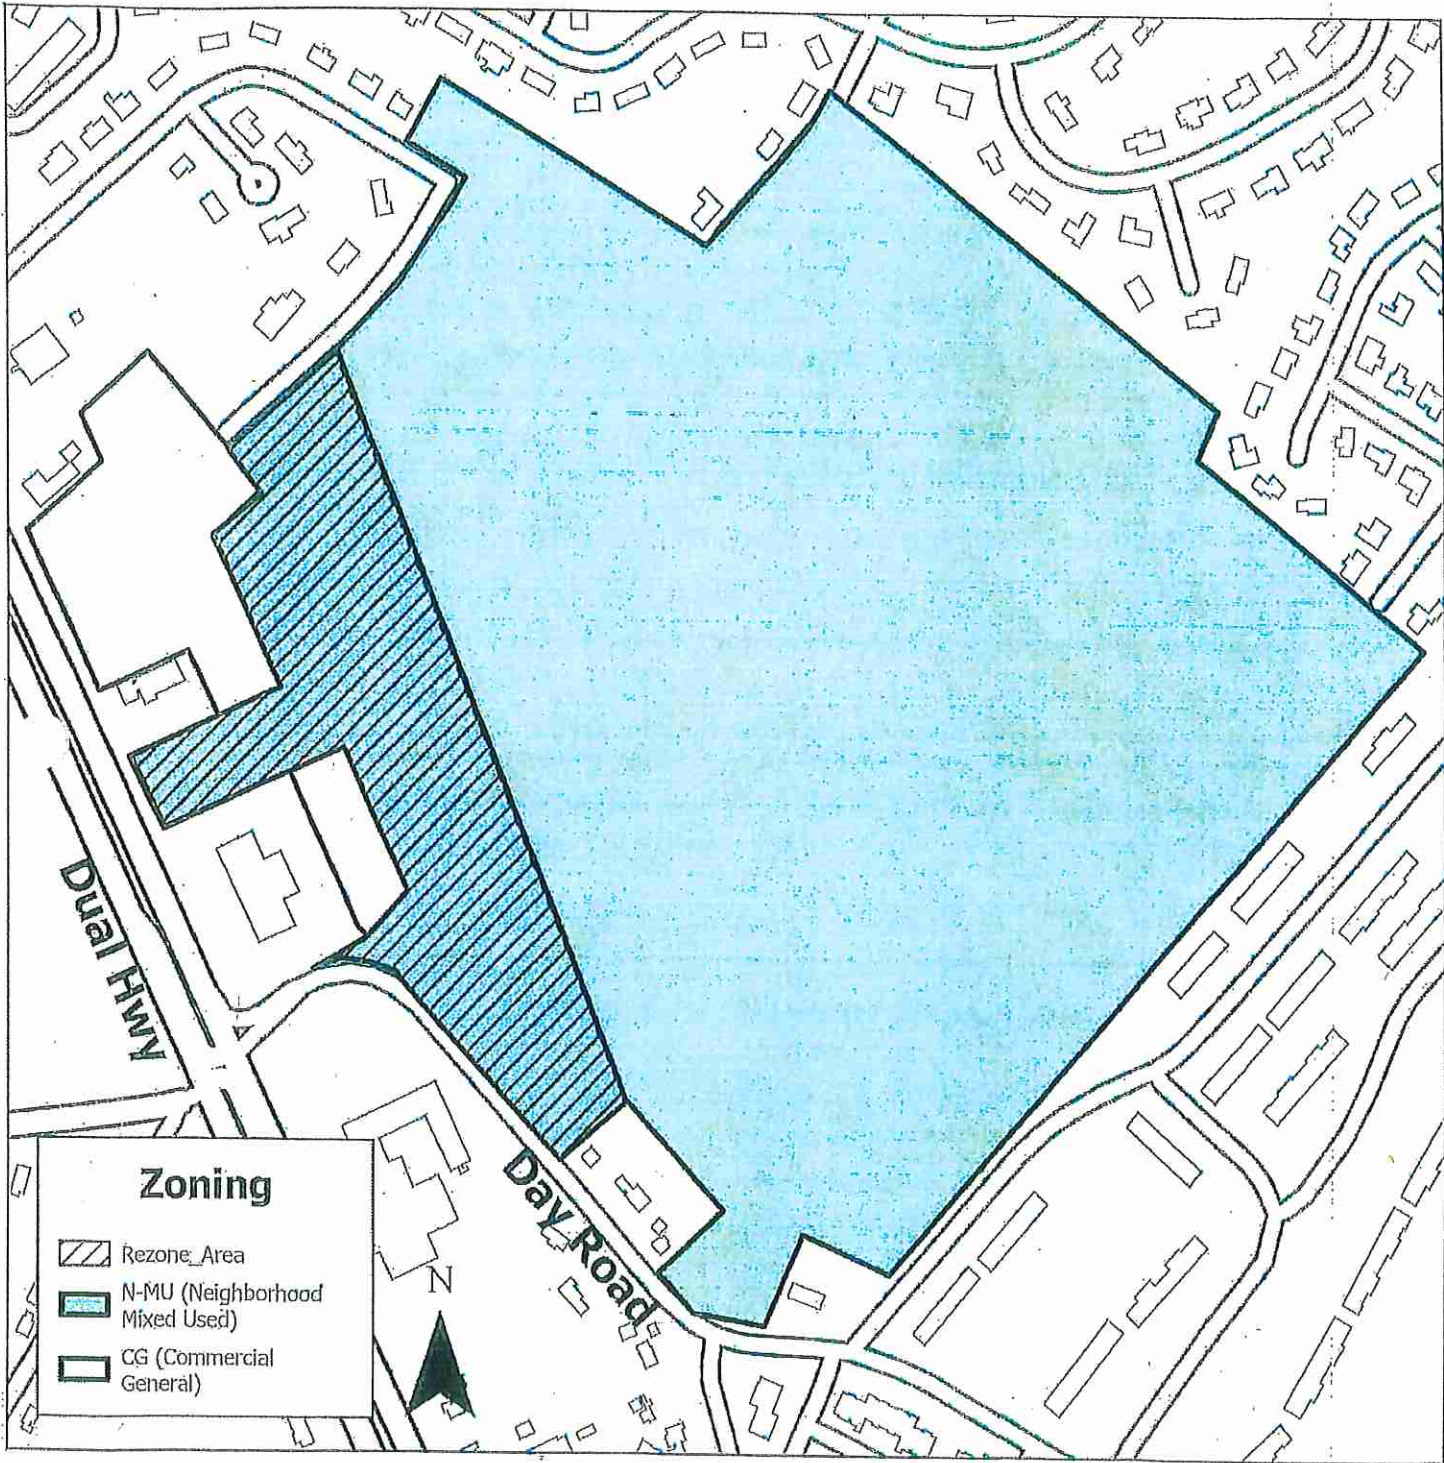 Dual Hwy
Day Road
Zoning
Rezone_Area
N-MU (Neighborhood
Mixed Used)
CG (Commercial
General)
N